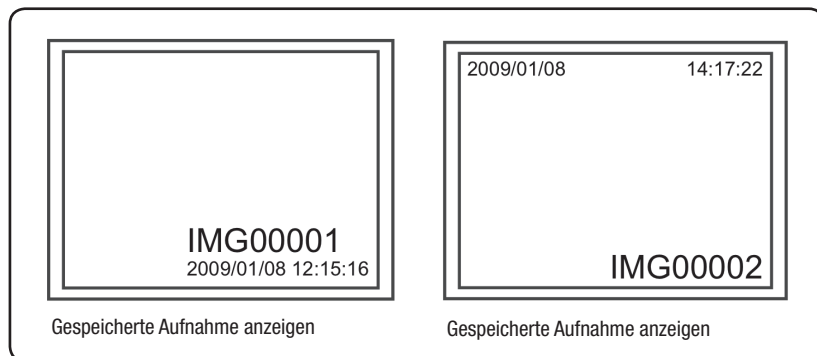 IMG00001
2009/01/08 12:15:16
Gespeicherte Aufnahme anzeigen
2009/01/08 14:17:22
IMG00002
Gespeicherte Aufnahme anzeigen